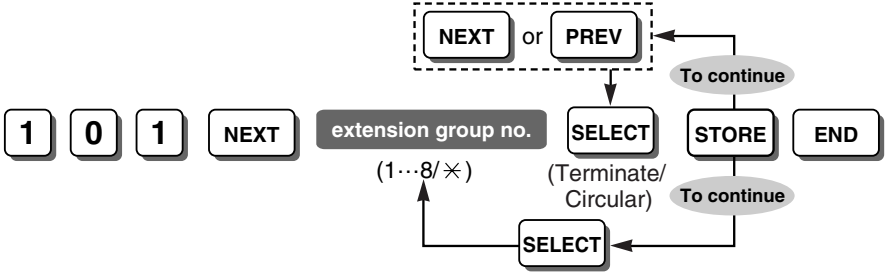 NEXT or PREV
To continue
1 0 1 NEXT extension group no. SELECT STORE END
(1···8/✳)
(Terminate/
Circular)
To continue
SELECT